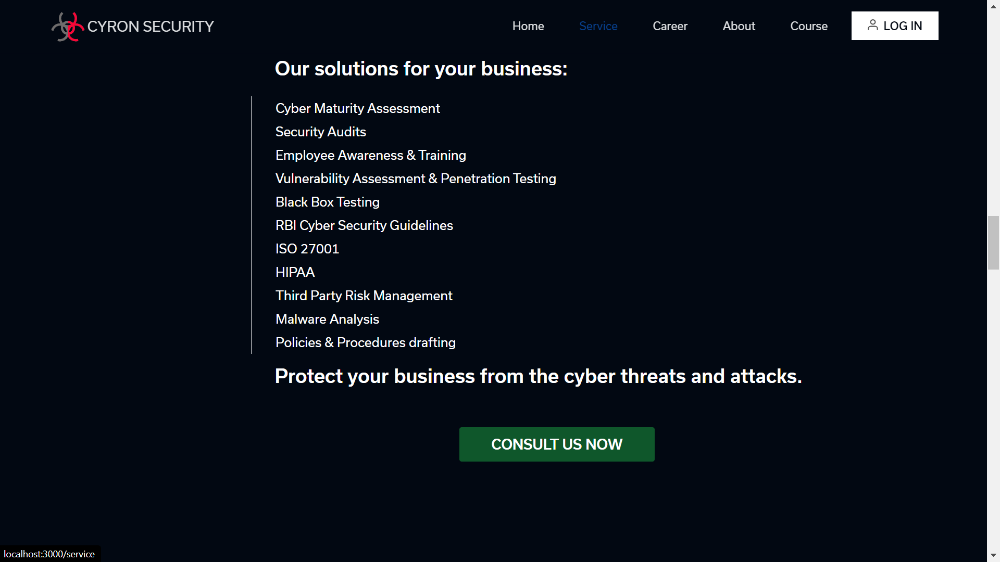 CYRON SECURITY
Home Service Career About Course LOG IN
Our solutions for your business:
Cyber Maturity Assessment
Security Audits
Employee Awareness & Training
Vulnerability Assessment & Penetration Testing
Black Box Testing
RBI Cyber Security Guidelines
ISO 27001
HIPAA
Third Party Risk Management
Malware Analysis
Policies & Procedures drafting
Protect your business from the cyber threats and attacks.
CONSULT US NOW
localhost:3000/service